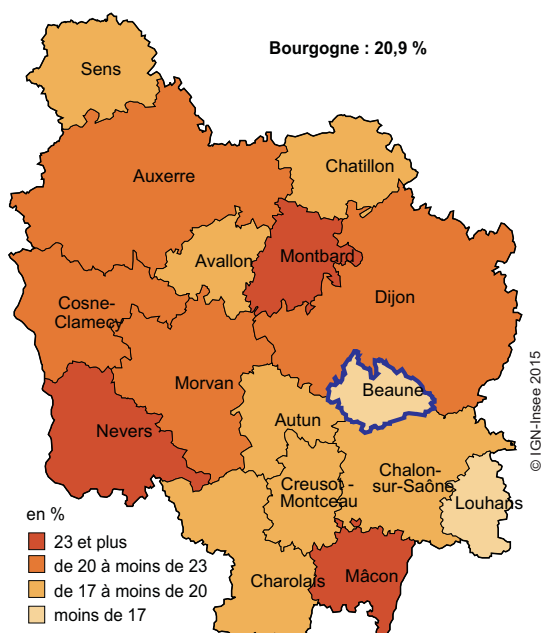 Bourgogne : 20,9 %
Sens
Auxerre
Chatillon
Avallon
Montbard
Dijon
Cosne-
Clamecy
Morvan
Beaune
Nevers
Autun
Creusot -
Montceau
Chalon-
sur-Saône
Louhans
Charolais
Mâcon
en %
23 et plus
de 20 à moins de 23
de 17 à moins de 20
moins de 17
© IGN-Insee 2015